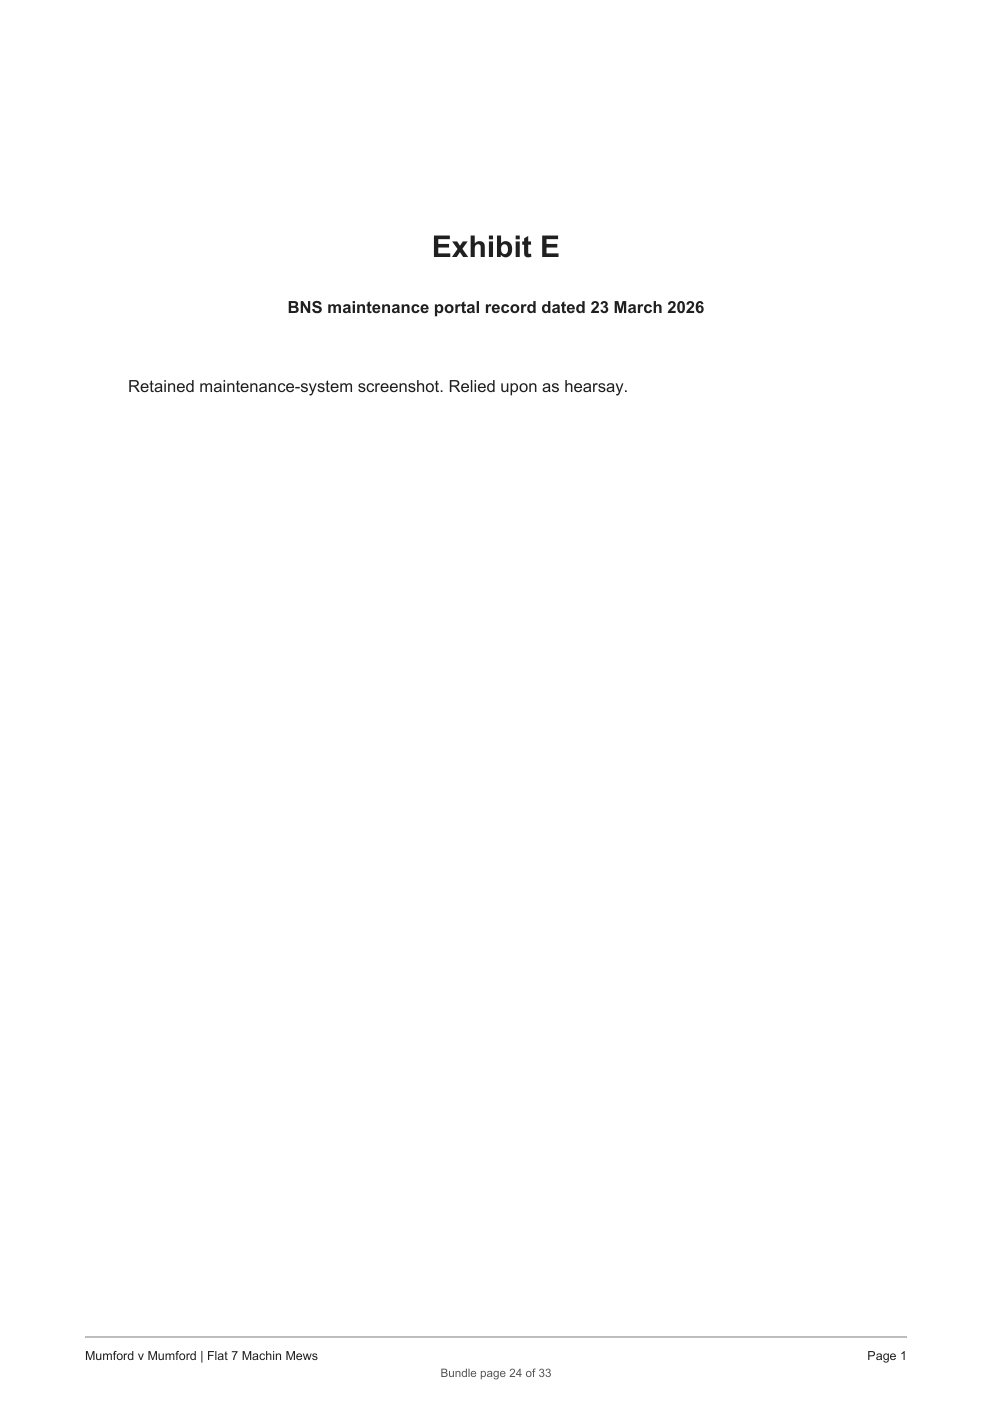 Exhibit E
BNS maintenance portal record dated 23 March 2026
Retained maintenance-system screenshot. Relied upon as hearsay.
Mumford v Mumford | Flat 7 Machin Mews
Page 1
Bundle page 24 of 33